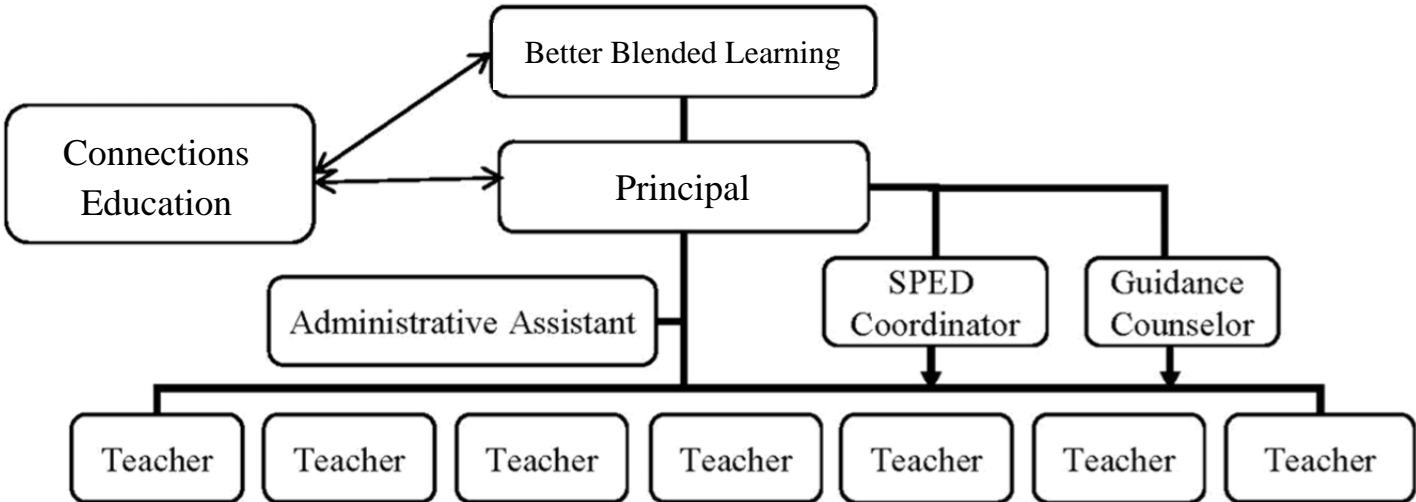 Better Blended Learning
Connections
Education
Principal
SPED
Coordinator
Guidance
Counselor
Administrative Assistant
Teacher
Teacher
Teacher
Teacher
Teacher
Teacher
Teacher